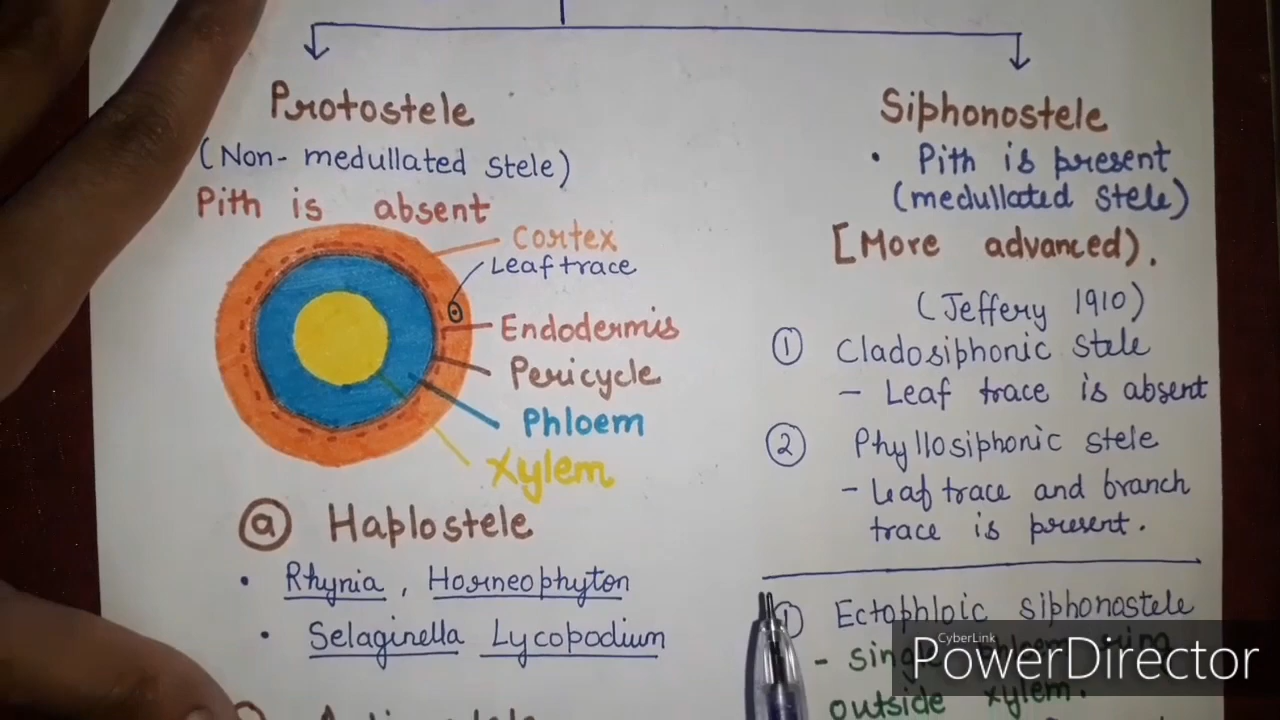 Protostele
(Non-medullated stele)
Pith is absent
Cortex
Leaf trace
Endodermis
Pericycle
Phloem
Xylem
ⓐ Haplostele
• Rhynia, Horneophyton
• Selaginella Lycopodium
Siphonostele
• Pith is present
(medullated stele)
[More advanced).
(Jeffery 1910)
① Cladosiphonic stele
- Leaf trace is absent
② Phyllosiphonic stele
- Leaf trace and branch
trace is present.
① Ectophloic siphonostele
outside xylem.
CyberLink
PowerDirector